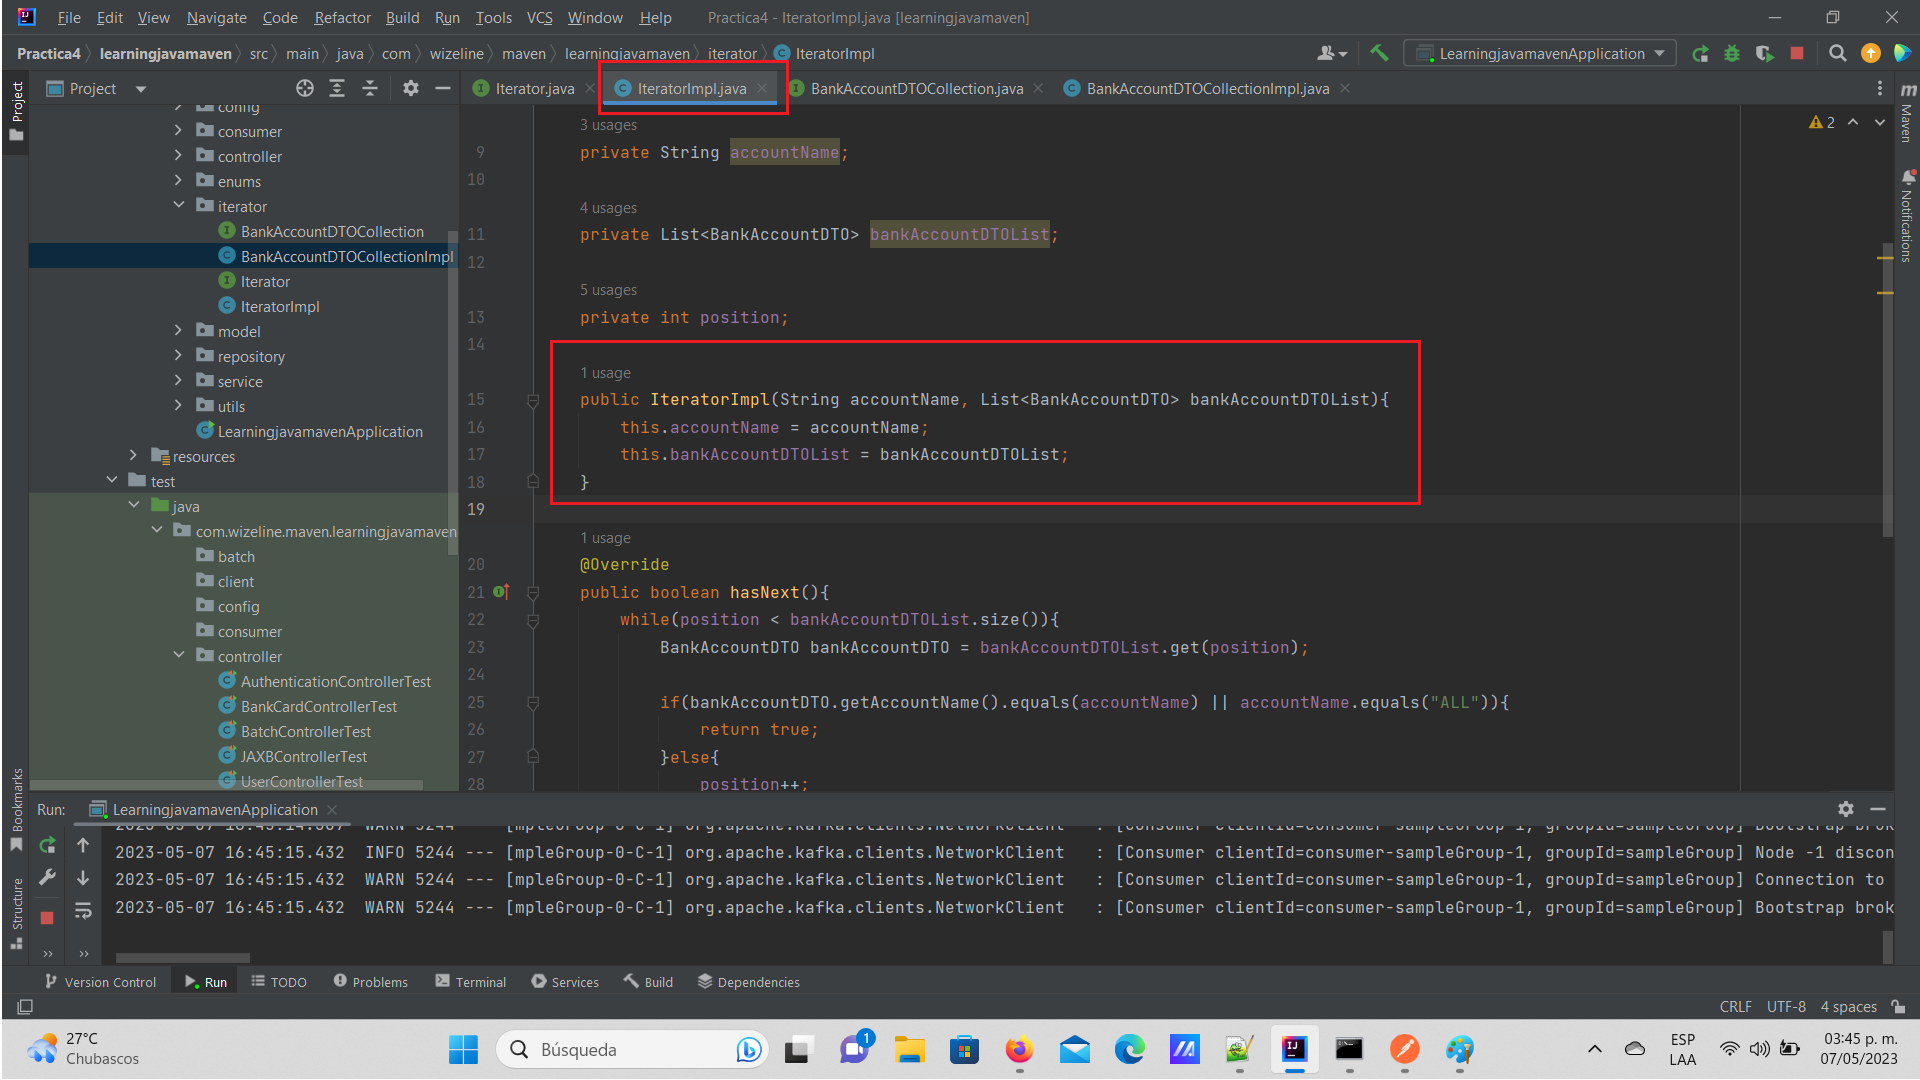 File Edit View Navigate Code Refactor Build Run Tools VCS Window Help Practica4 - IteratorImpl.java [learningjavamaven]
Practica4 learningjavamaven src main java com wizeline maven learningjavamaven iterator IteratorImpl LearningjavamavenApplication
Project
Iterator.java IteratorImpl.java BankAccountDTOCollection.java BankAccountDTOCollectionImpl.java
Project
Bookmarks
Structure
Maven
Notifications
config
consumer
controller
enums
iterator
BankAccountDTOCollection
BankAccountDTOCollectionImpl
Iterator
IteratorImpl
model
repository
service
utils
LearningjavamavenApplication
resources
test
java
com.wizeline.maven.learningjavamaven
batch
client
config
consumer
controller
AuthenticationControllerTest
BankCardControllerTest
BatchControllerTest
JAXBControllerTest
UserControllerTest
2
3 usages
9 private String accountName;
10
4 usages
11 private List<BankAccountDTO> bankAccountDTOList;
12
5 usages
13 private int position;
14
1 usage
15 public IteratorImpl(String accountName, List<BankAccountDTO> bankAccountDTOList){
16 this.accountName = accountName;
17 this.bankAccountDTOList = bankAccountDTOList;
18 }
19
1 usage
20 @Override
21 public boolean hasNext(){
22 while(position < bankAccountDTOList.size()){
23 BankAccountDTO bankAccountDTO = bankAccountDTOList.get(position);
24
25 if(bankAccountDTO.getAccountName().equals(accountName) || accountName.equals("ALL")){
26 return true;
27 }else{
28 position++;
Run: LearningjavamavenApplication
2023-05-07 16:45:15.432 INFO 5244 --- [mpleGroup-0-C-1] org.apache.kafka.clients.NetworkClient : [Consumer clientId=consumer-sampleGroup-1, groupId=sampleGroup] Node -1 discon
2023-05-07 16:45:15.432 WARN 5244 --- [mpleGroup-0-C-1] org.apache.kafka.clients.NetworkClient : [Consumer clientId=consumer-sampleGroup-1, groupId=sampleGroup] Connection to
2023-05-07 16:45:15.432 WARN 5244 --- [mpleGroup-0-C-1] org.apache.kafka.clients.NetworkClient : [Consumer clientId=consumer-sampleGroup-1, groupId=sampleGroup] Bootstrap brok
Version Control Run TODO Problems Terminal Services Build Dependencies
CRLF UTF-8 4 spaces
27°C
Chubascos
Búsqueda
1
ESP
LAA
03:45 p. m.
07/05/2023